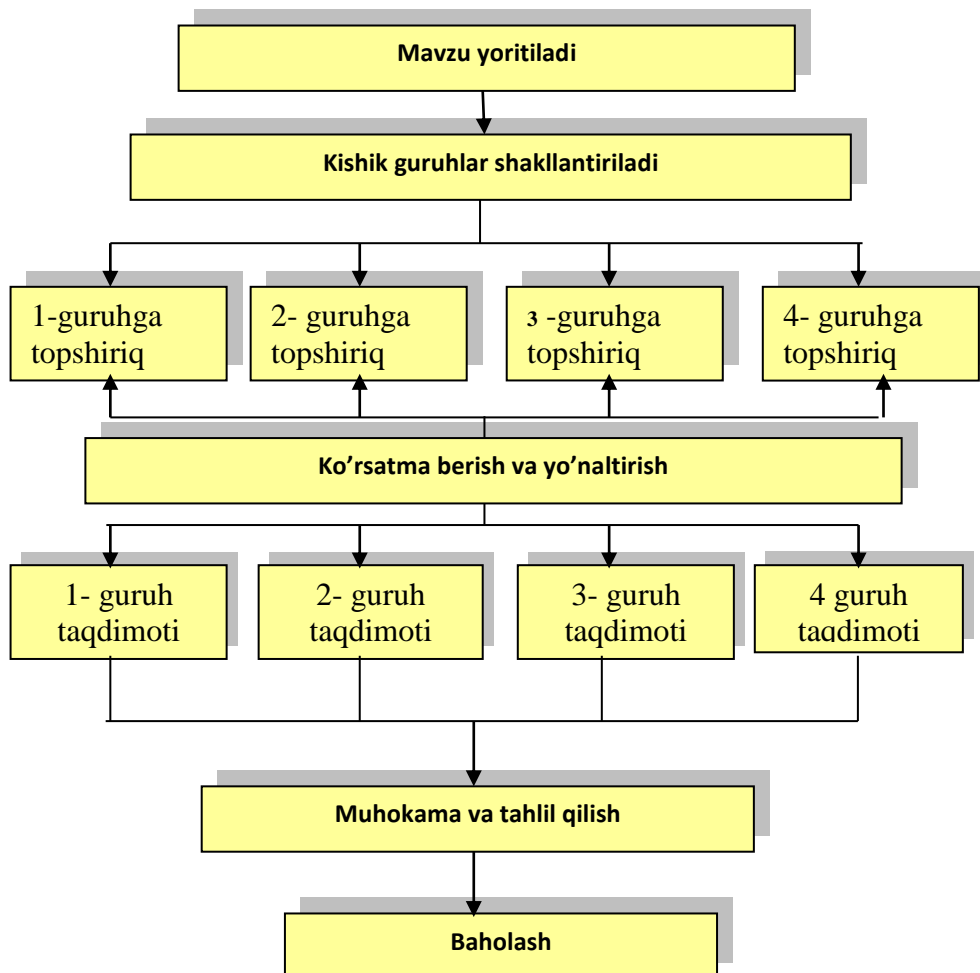 Mavzu yoritiladi
Kishik guruhlar shakllantiriladi
1-guruhga
topshiriq
2- guruhga
topshiriq
3 -guruhga
topshiriq
4- guruhga
topshiriq
Ko’rsatma berish va yo’naltirish
1- guruh
taqdimoti
2- guruh
taqdimoti
3- guruh
taqdimoti
4 guruh
taqdimoti
Muhokama va tahlil qilish
Baholash